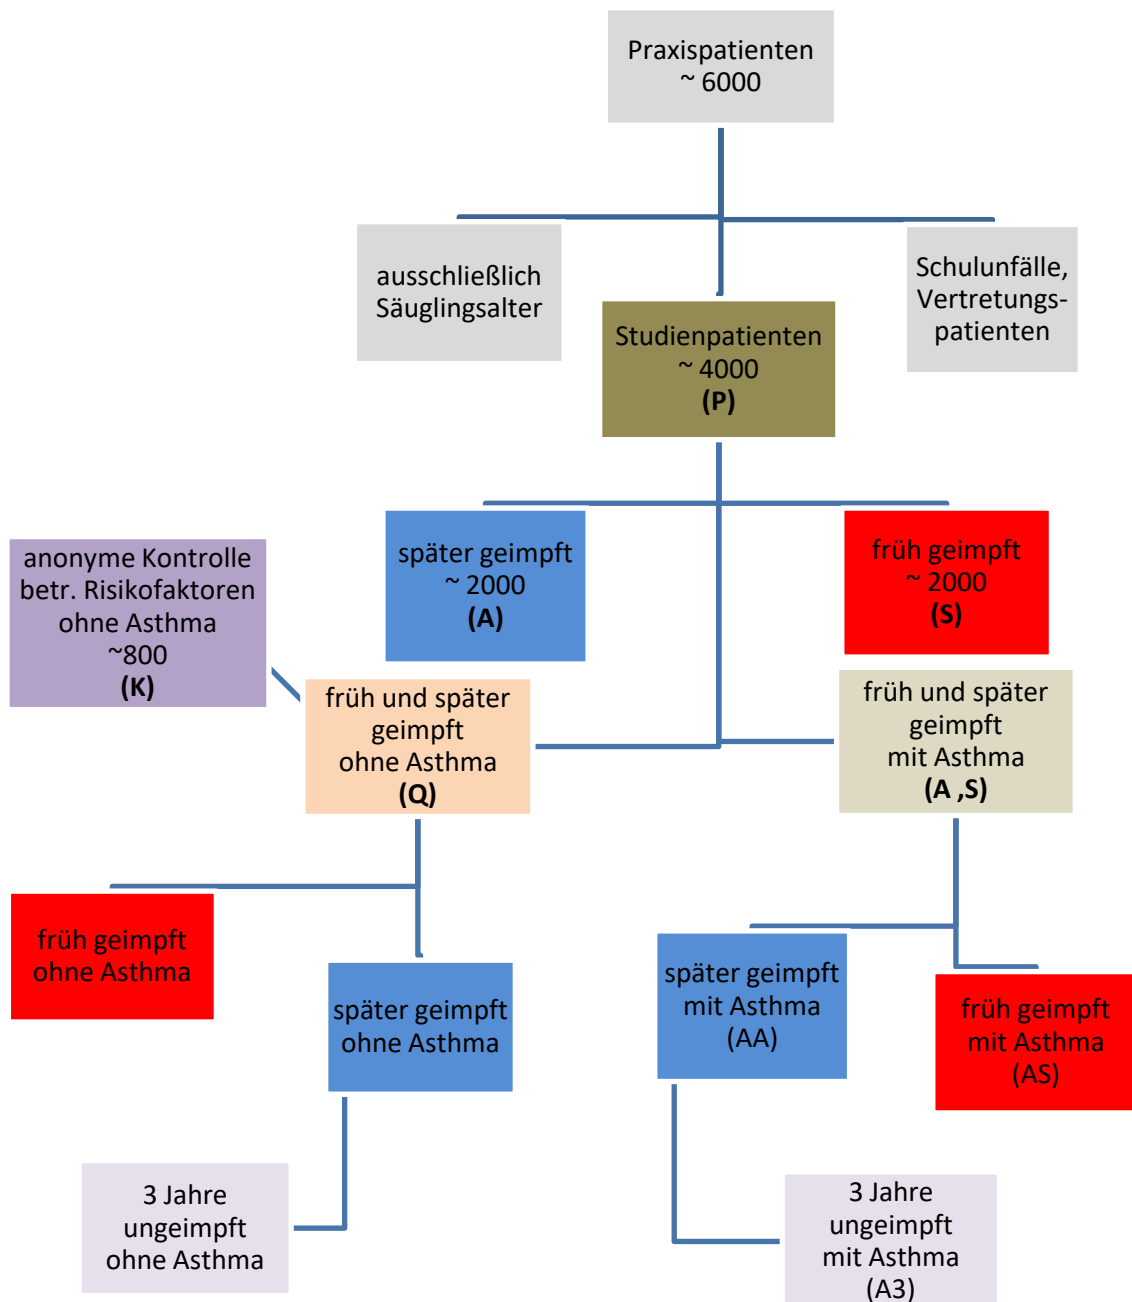 Praxispatienten
~ 6000
ausschließlich
Säuglingsalter
Schulunfälle,
Vertretungs-
patienten
Studienpatienten
~ 4000
(P)
später geimpft
~ 2000
(A)
früh geimpft
~ 2000
(S)
anonyme Kontrolle
betr. Risikofaktoren
ohne Asthma
~800
(K)
früh und später
geimpft
ohne Asthma
(Q)
früh und später
geimpft
mit Asthma
(A ,S)
früh geimpft
ohne Asthma
später geimpft
ohne Asthma
später geimpft
mit Asthma
(AA)
früh geimpft
mit Asthma
(AS)
3 Jahre
ungeimpft
ohne Asthma
3 Jahre
ungeimpft
mit Asthma
(A3)